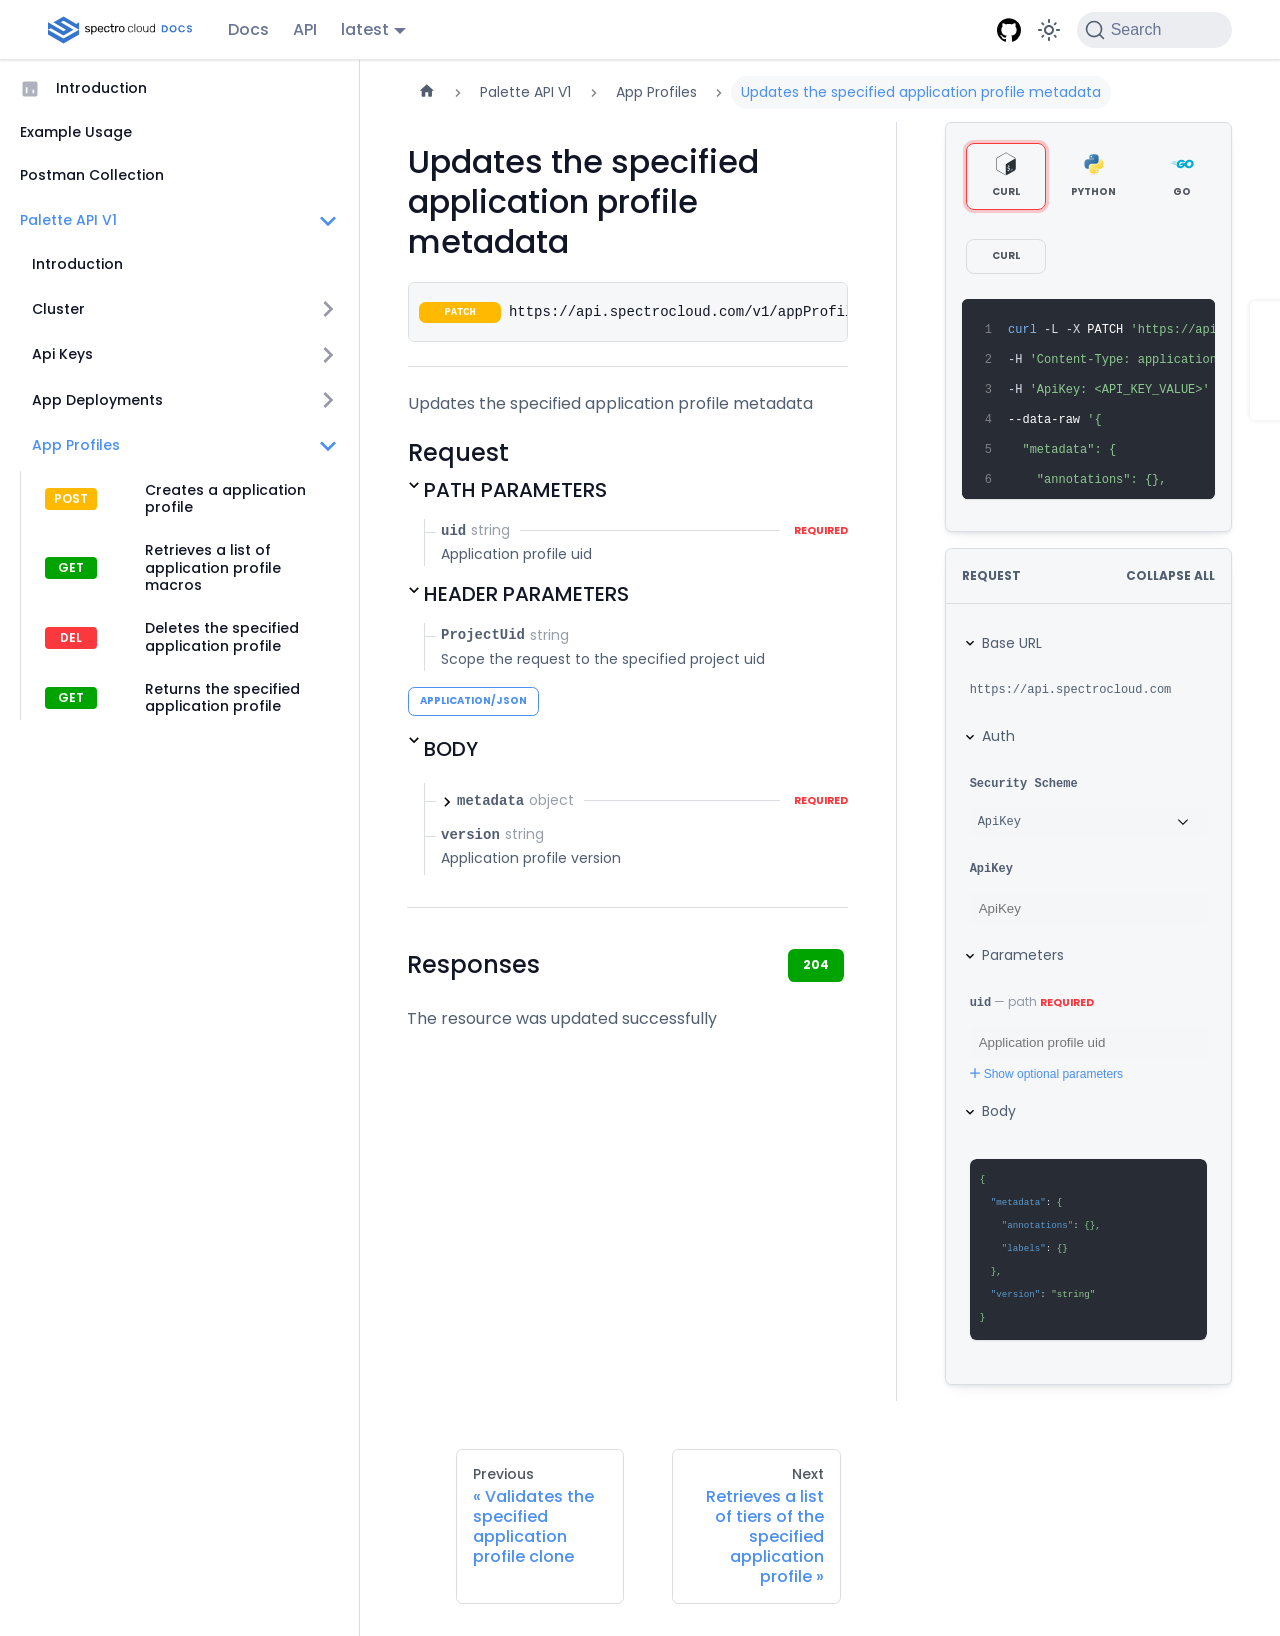 spectro cloud DOCS
Docs
API
latest
Search
Introduction
Example Usage
Postman Collection
Palette API V1
Introduction
Cluster
Api Keys
App Deployments
App Profiles
POST Creates a application
profile
GET Retrieves a list of
application profile
macros
DEL Deletes the specified
application profile
GET Returns the specified
application profile
Palette API V1
App Profiles
Updates the specified application profile metadata
Updates the specified
application profile
metadata
PATCH https://api.spectrocloud.com/v1/appProfil
Updates the specified application profile metadata
Request
PATH PARAMETERS
uid string REQUIRED
Application profile uid
HEADER PARAMETERS
ProjectUid string
Scope the request to the specified project uid
APPLICATION/JSON
BODY
metadata object REQUIRED
version string
Application profile version
Responses 204
The resource was updated successfully
CURL PYTHON GO
CURL
1 curl -L -X PATCH 'https://api
2 -H 'Content-Type: application
3 -H 'ApiKey: <API_KEY_VALUE>'
4 --data-raw '{
5 "metadata": {
6 "annotations": {},
REQUEST COLLAPSE ALL
Base URL
https://api.spectrocloud.com
Auth
Security Scheme
ApiKey
ApiKey
ApiKey
Parameters
uid — path REQUIRED
Application profile uid
Show optional parameters
Body
{
"metadata": {
"annotations": {},
"labels": {}
},
"version": "string"
}
Previous
« Validates the
specified
application
profile clone
Next
Retrieves a list
of tiers of the
specified
application
profile »